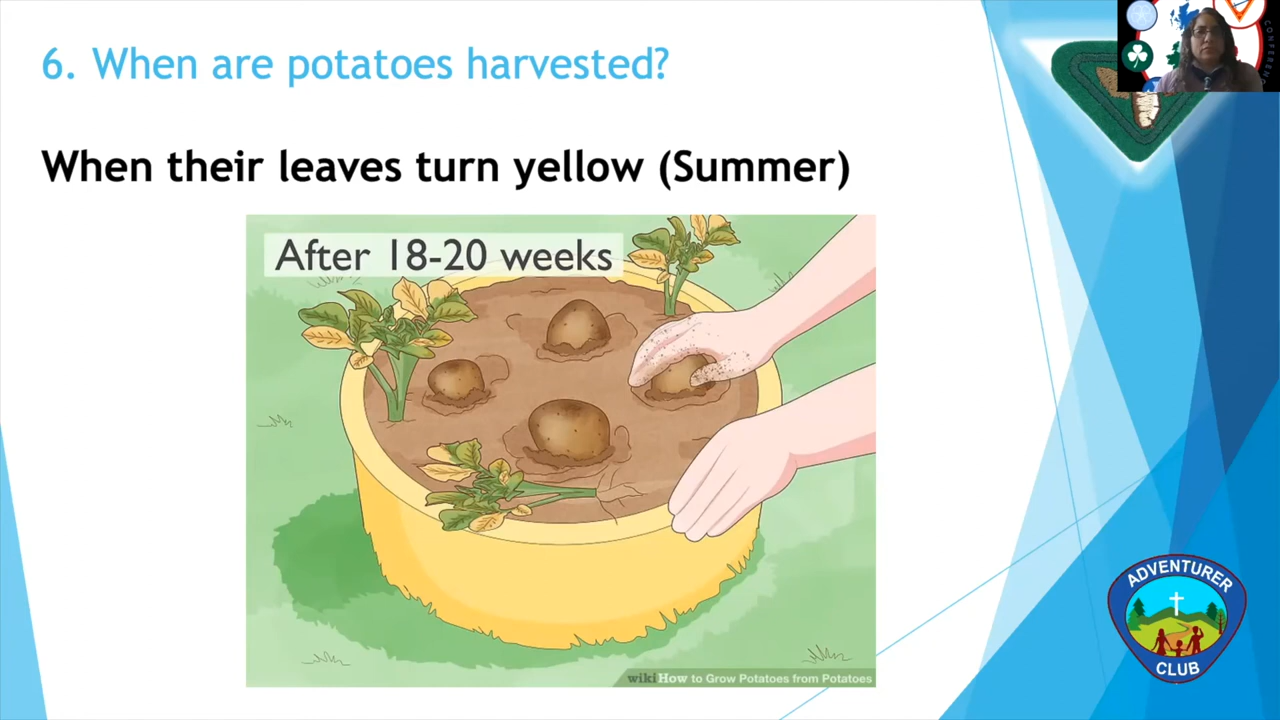 6. When are potatoes harvested?
When their leaves turn yellow (Summer)
After 18-20 weeks
wikiHow to Grow Potatoes from Potatoes
ADVENTURER
CLUB